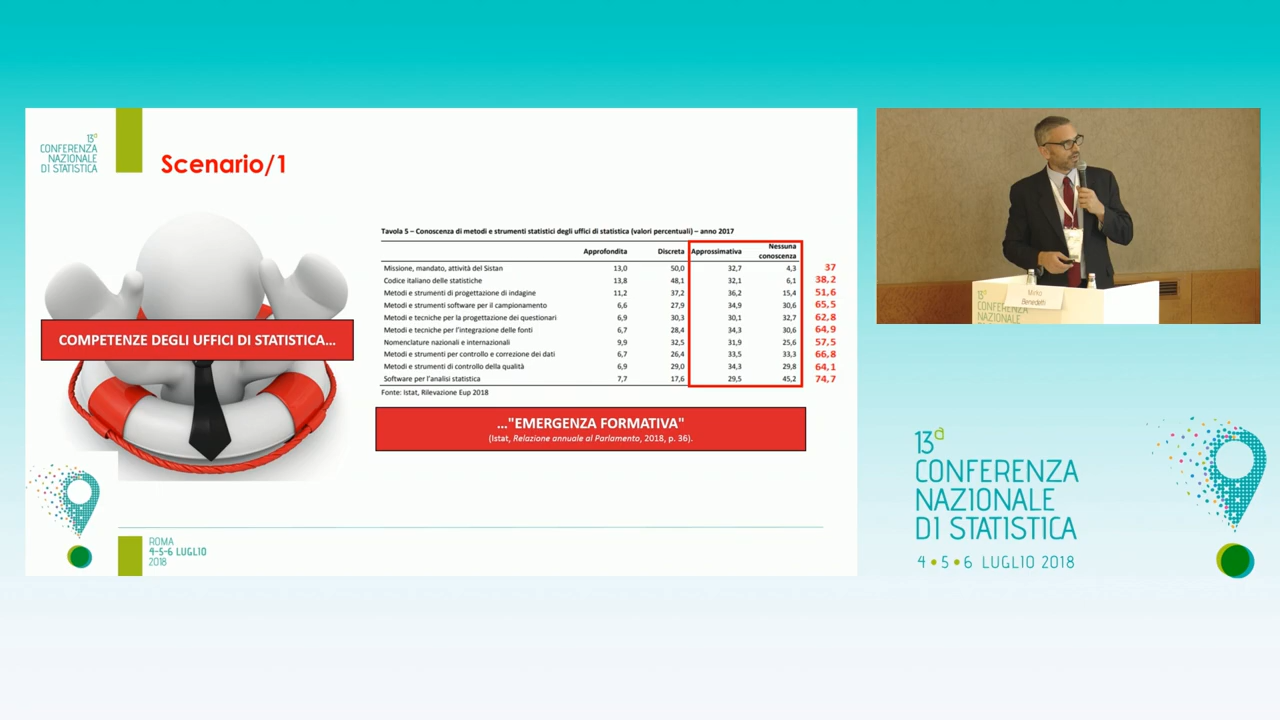 13a
CONFERENZA
NAZIONALE
DI STATISTICA
Scenario/1
COMPETENZE DEGLI UFFICI DI STATISTICA...
Tavola 5 – Conoscenza di metodi e strumenti statistici degli uffici di statistica (valori percentuali) – anno 2017
Approfondita Discreta Approssimativa Nessuna conoscenza
Missione, mandato, attività del Sistan 13,0 50,0 32,7 4,3 37
Codice italiano delle statistiche 13,8 48,1 32,1 6,1 38,2
Metodi e strumenti di progettazione di indagine 11,2 37,2 36,2 15,4 51,6
Metodi e strumenti software per il campionamento 6,6 27,9 34,9 30,6 65,5
Metodi e tecniche per la progettazione dei questionari 6,9 30,3 30,1 32,7 62,8
Metodi e tecniche per l'integrazione delle fonti 6,7 28,4 34,3 30,6 64,9
Nomenclature nazionali e internazionali 9,9 32,5 31,9 25,6 57,5
Metodi e strumenti per controllo e correzione dei dati 6,7 26,4 33,5 33,3 66,8
Metodi e strumenti di controllo della qualità 6,9 29,0 34,3 29,8 64,1
Software per l'analisi statistica 7,7 17,6 29,5 45,2 74,7
Fonte: Istat, Rilevazione Eup 2018
..."EMERGENZA FORMATIVA"
(Istat, Relazione annuale al Parlamento, 2018, p. 36).
ROMA
4-5-6 LUGLIO
2018
Mirko
Benedetti
13a
CONFERENZA
NAZIONALE
DI STATISTICA
13a
CONFERENZA
NAZIONALE
DI STATISTICA
4 • 5 • 6 LUGLIO 2018